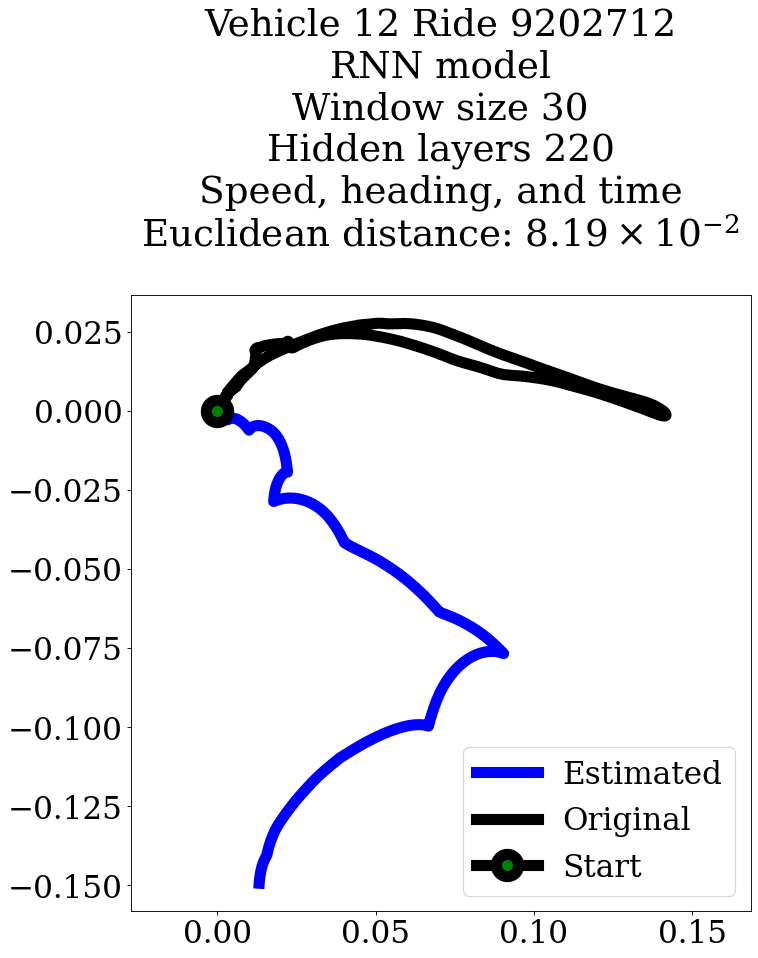 Vehicle 12 Ride 9202712
RNN model
Window size 30
Hidden layers 220
Speed, heading, and time
Euclidean distance: 8.19 × 10⁻²
0.025
0.000
−0.025
−0.050
−0.075
−0.100
−0.125
−0.150
Estimated
Original
Start
0.00 0.05 0.10 0.15